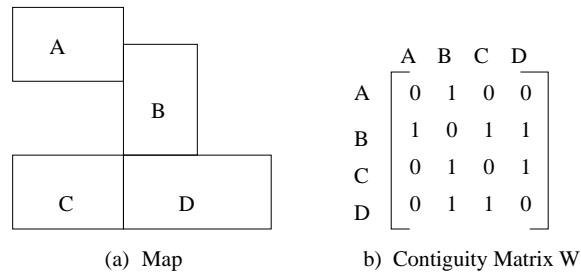 A
B
C
D
(a) Map
A B C D
A 0 1 0 0
B 1 0 1 1
C 0 1 0 1
D 0 1 1 0
b) Contiguity Matrix W